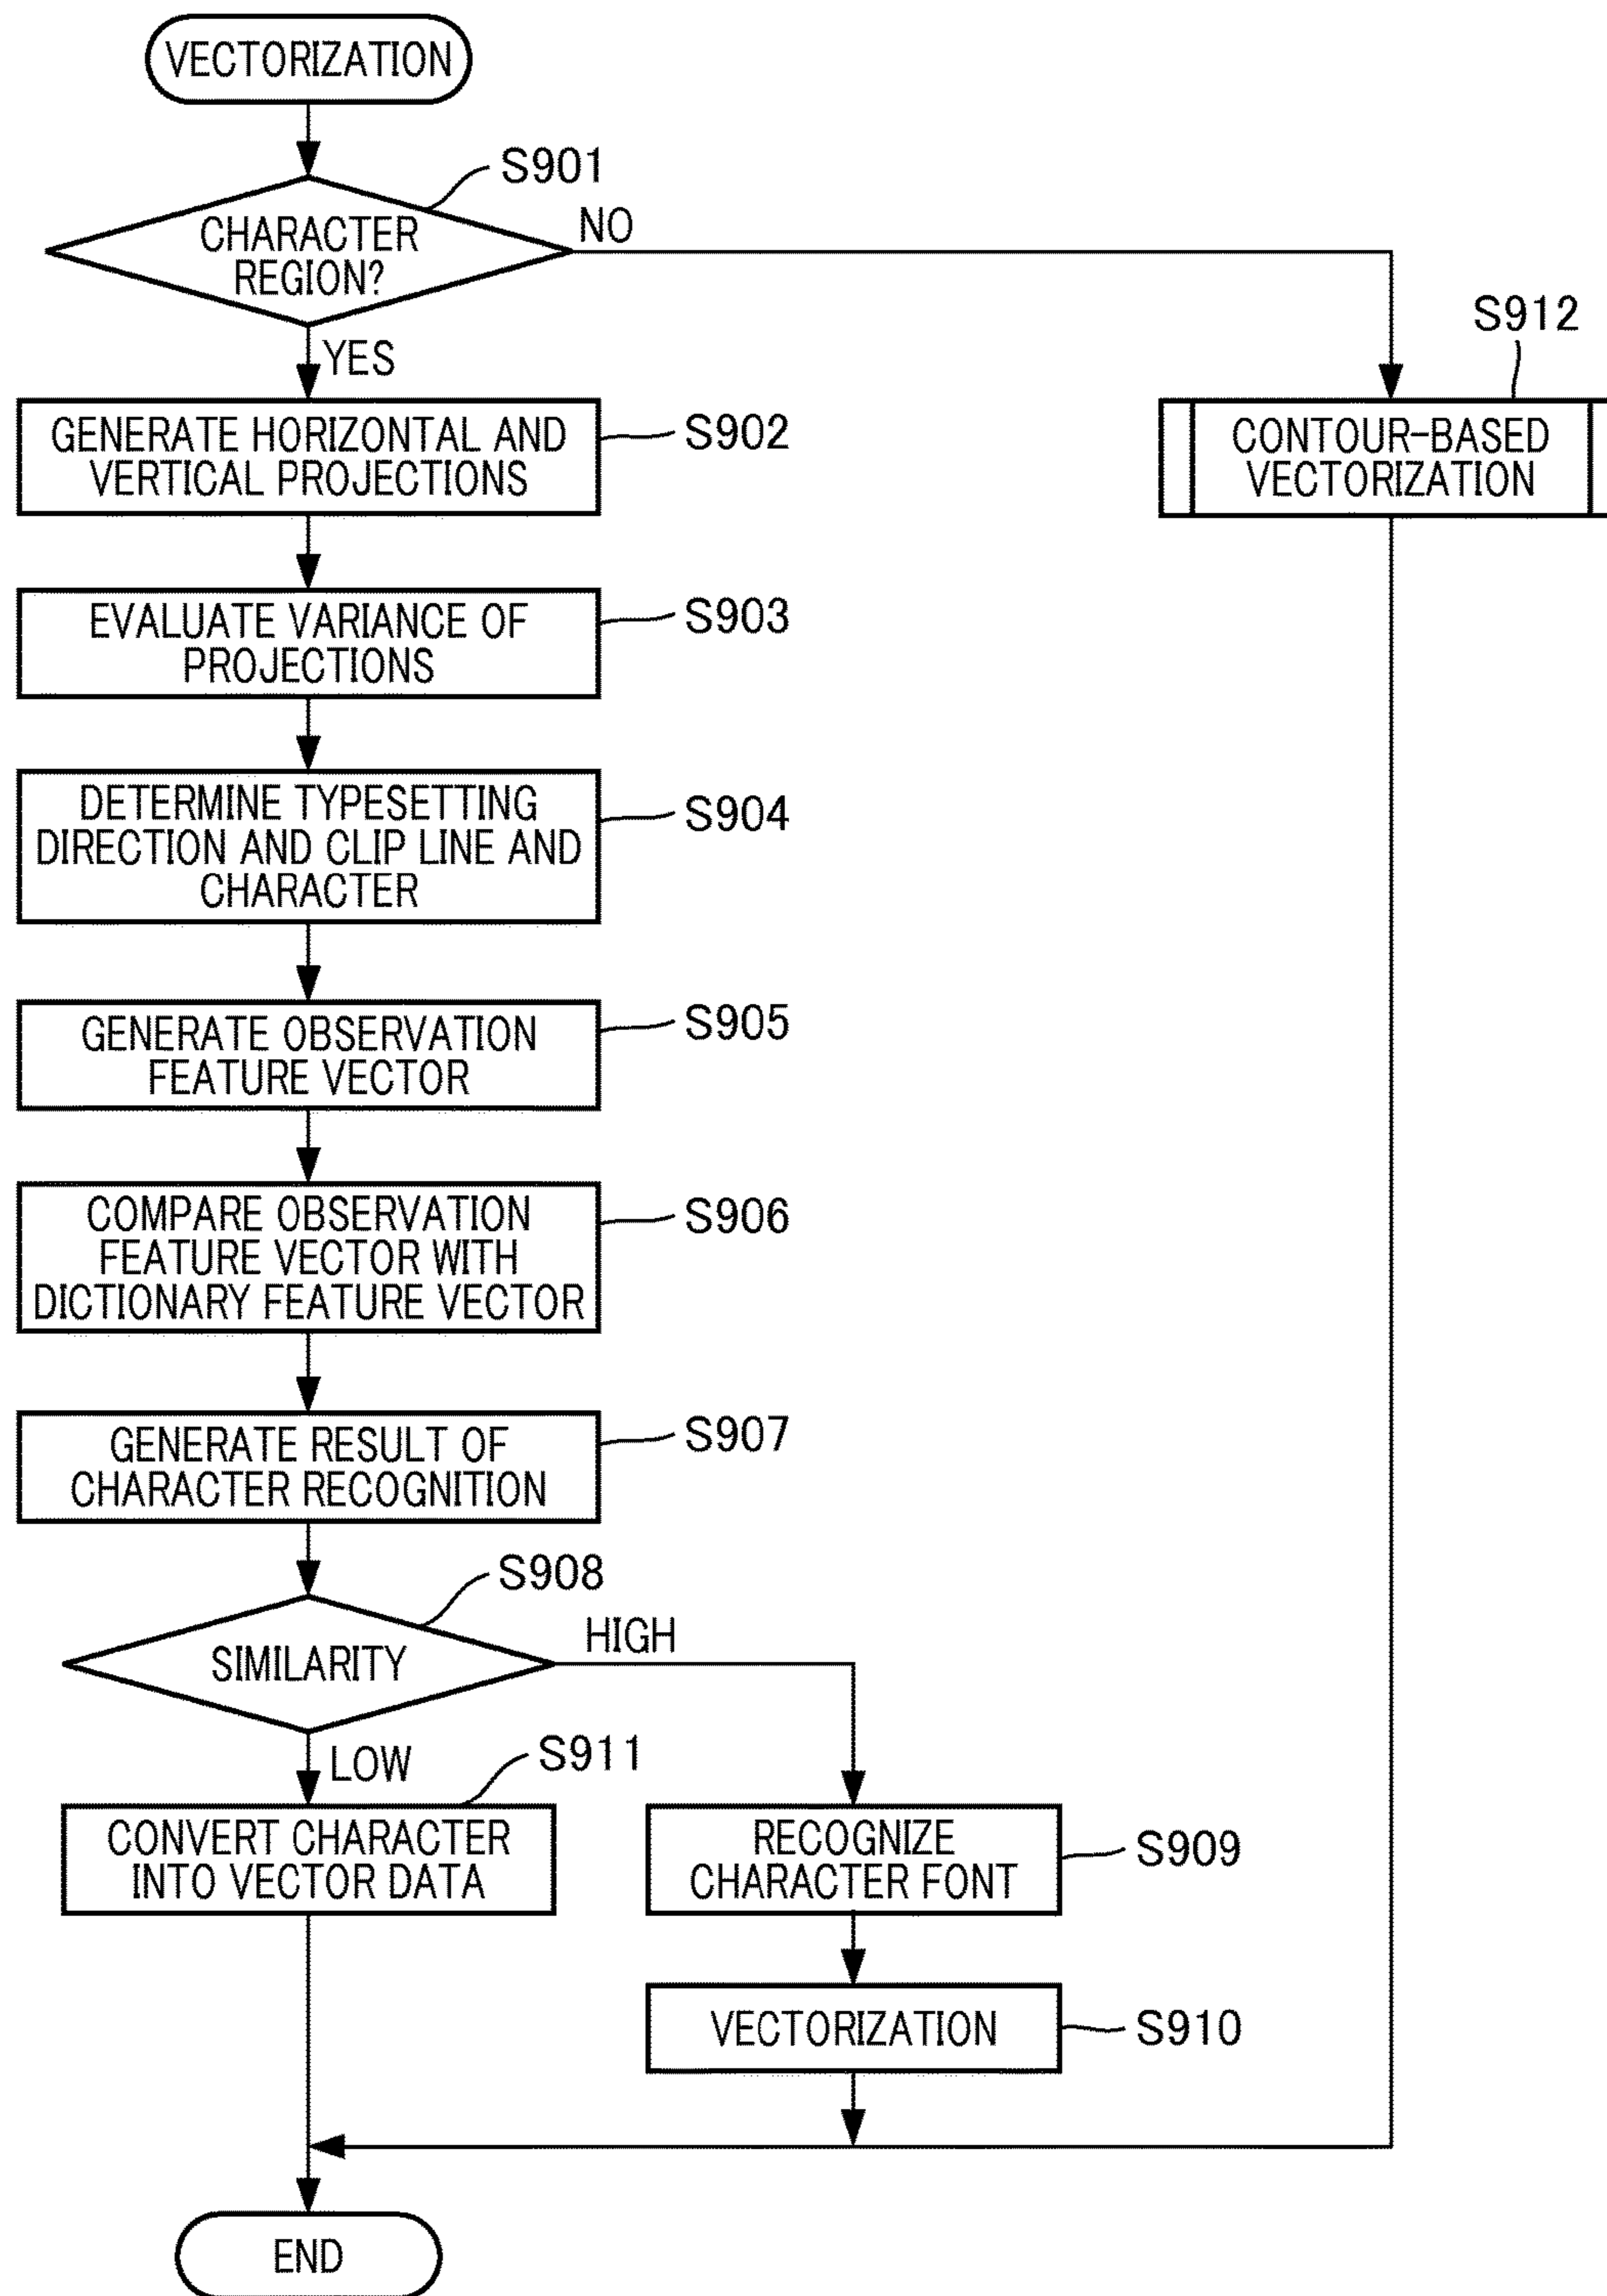 VECTORIZATION
S901
CHARACTER
REGION?
NO
YES
S912
CONTOUR-BASED
VECTORIZATION
GENERATE HORIZONTAL AND
VERTICAL PROJECTIONS
S902
EVALUATE VARIANCE OF
PROJECTIONS
S903
DETERMINE TYPESETTING
DIRECTION AND CLIP LINE AND
CHARACTER
S904
GENERATE OBSERVATION
FEATURE VECTOR
S905
COMPARE OBSERVATION
FEATURE VECTOR WITH
DICTIONARY FEATURE VECTOR
S906
GENERATE RESULT OF
CHARACTER RECOGNITION
S907
S908
SIMILARITY
HIGH
LOW
S911
CONVERT CHARACTER
INTO VECTOR DATA
RECOGNIZE
CHARACTER FONT
S909
VECTORIZATION
S910
END